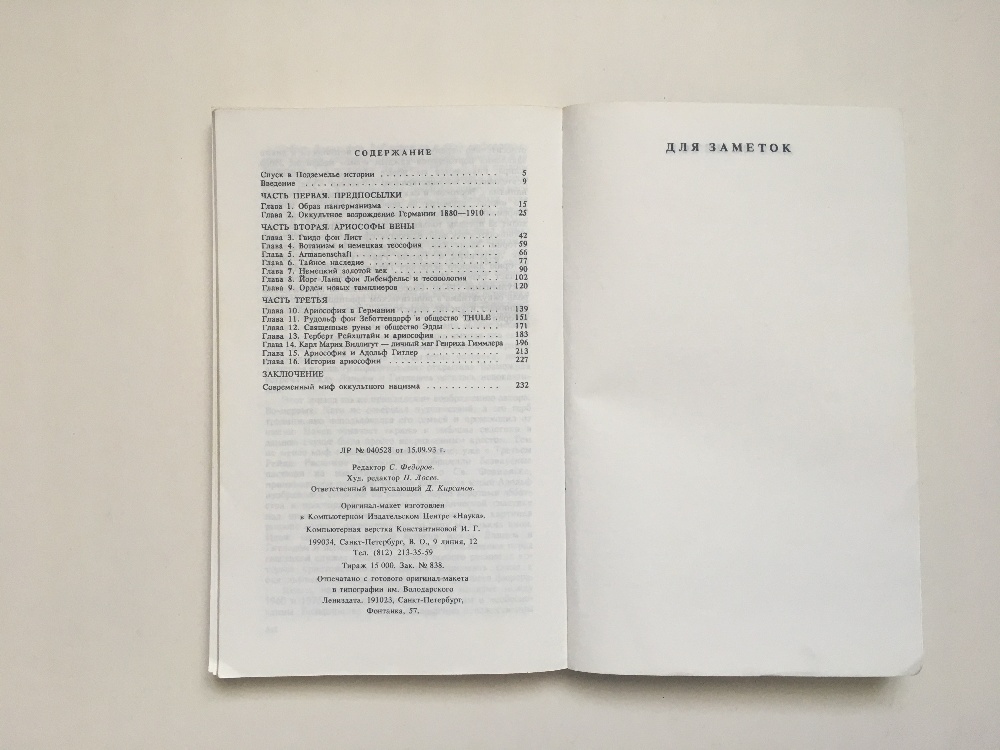 СОДЕРЖАНИЕ
Спуск в Подземелье истории . . . . . . . . . . . . . . . . . . . 5
Введение . . . . . . . . . . . . . . . . . . . . . . . . . . . . 9
ЧАСТЬ ПЕРВАЯ. ПРЕДПОСЫЛКИ
Глава 1. Образ пангерманизма . . . . . . . . . . . . . . . . . . 15
Глава 2. Оккультное возрождение Германии 1880—1910 . . 25
ЧАСТЬ ВТОРАЯ. АРИОСОФЫ ВЕНЫ
Глава 3. Гвидо фон Лист . . . . . . . . . . . . . . . . . . . . 42
Глава 4. Вотанизм и немецкая теософия . . . . . . . . . . . 59
Глава 5. Armanenschaft . . . . . . . . . . . . . . . . . . . . . 66
Глава 6. Тайное наследие . . . . . . . . . . . . . . . . . . . . 77
Глава 7. Немецкий золотой век . . . . . . . . . . . . . . . . . 90
Глава 8. Йорг Ланц фон Либенфельс и теозоология . . . . 102
Глава 9. Орден новых тамплиеров . . . . . . . . . . . . . . . 120
ЧАСТЬ ТРЕТЬЯ
Глава 10. Ариософия в Германии . . . . . . . . . . . . . . . . 139
Глава 11. Рудольф фон Зеботтендорф и общество THULE . 151
Глава 12. Священные руны и общество Эдды . . . . . . . . 171
Глава 13. Герберт Рейхштайн и ариософия . . . . . . . . . . 183
Глава 14. Карл Мария Виллигут — личный маг Генриха Гиммлера 196
Глава 15. Ариософия и Адольф Гитлер . . . . . . . . . . . . 213
Глава 16. История ариософии . . . . . . . . . . . . . . . . . . 227
ЗАКЛЮЧЕНИЕ
Современный миф оккультного нацизма . . . . . . . . . . . . 232
ЛР № 040528 от 15.09.93 г.
Редактор С. Федоров.
Худ. редактор П. Лосев.
Ответственный выпускающий Д. Кирсанов.
Оригинал-макет изготовлен
в Компьютерном Издательском Центре «Наука».
Компьютерная верстка Константиновой И. Г.
199034, Санкт-Петербург, В. О., 9 линия, 12
Тел. (812) 213-35-59
Тираж 15 000. Зак. № 838.
Отпечатано с готового оригинал-макета
в типографии им. Володарского
Лениздата. 191023, Санкт-Петербург,
Фонтанка, 57.
ДЛЯ ЗАМЕТОК